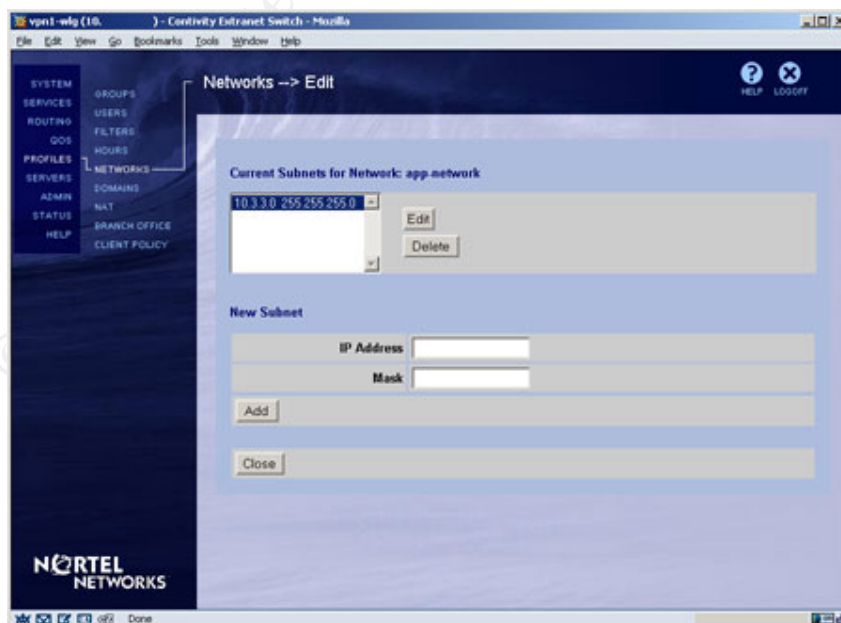 vpn1-wlg (10.            ) - Contivity Extranet Switch - Mozilla
File Edit View Go Bookmarks Tools Window Help
Networks --> Edit
HELP
LOGOFF
SYSTEM
SERVICES
ROUTING
QOS
PROFILES
SERVERS
ADMIN
STATUS
HELP
GROUPS
USERS
FILTERS
HOURS
NETWORKS
DOMAINS
NAT
BRANCH OFFICE
CLIENT POLICY
Current Subnets for Network: app-network
10.3.3.0 255.255.255.0
Edit
Delete
New Subnet
IP Address
Mask
Add
Close
NORTEL
NETWORKS
Done